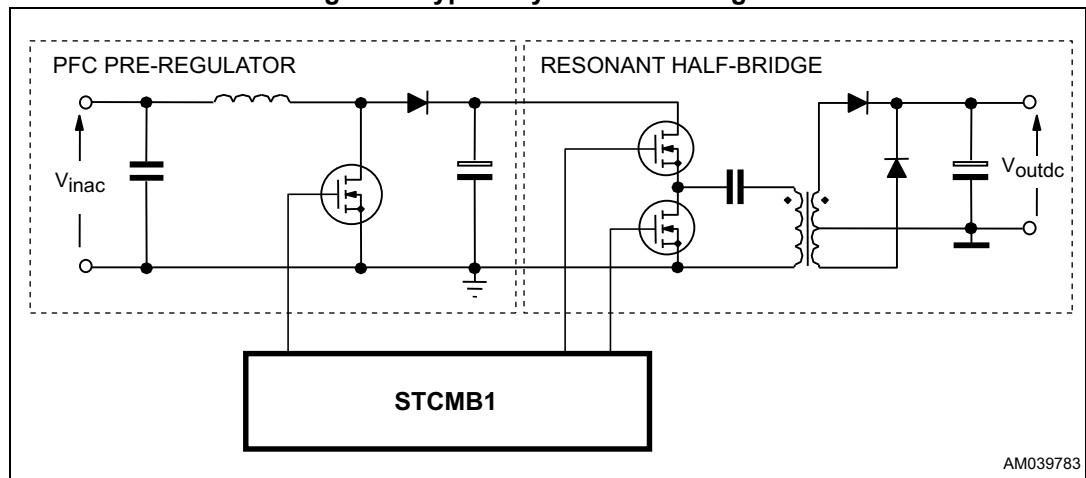 PFC PRE-REGULATOR
RESONANT HALF-BRIDGE
Vinac
Voutdc
STCMB1
AM039783